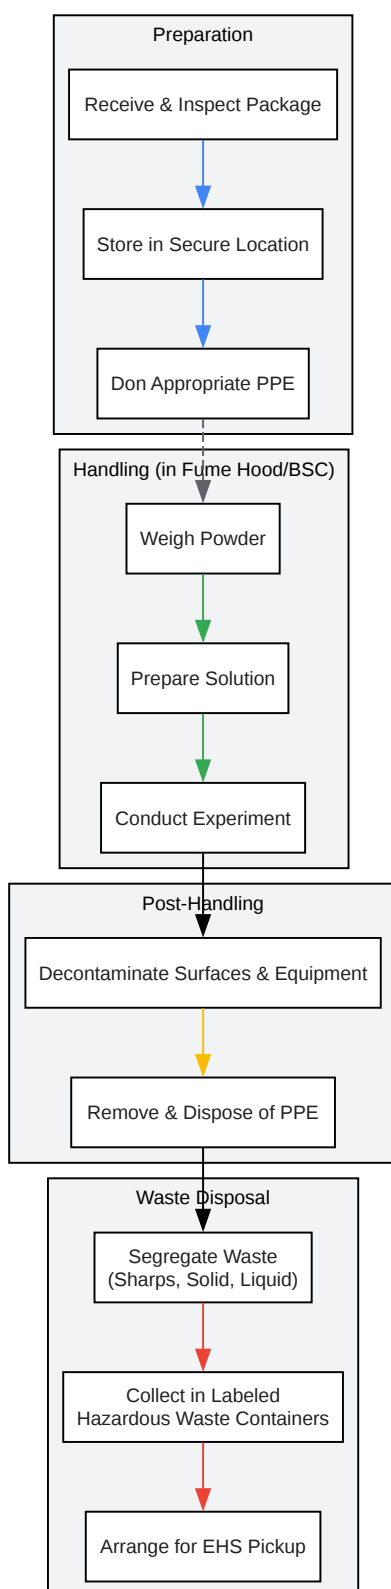 Preparation
Receive & Inspect Package
Store in Secure Location
Don Appropriate PPE
Handling (in Fume Hood/BSC)
Weigh Powder
Prepare Solution
Conduct Experiment
Post-Handling
Decontaminate Surfaces & Equipment
Remove & Dispose of PPE
Waste Disposal
Segregate Waste
(Sharps, Solid, Liquid)
Collect in Labeled
Hazardous Waste Containers
Arrange for EHS Pickup